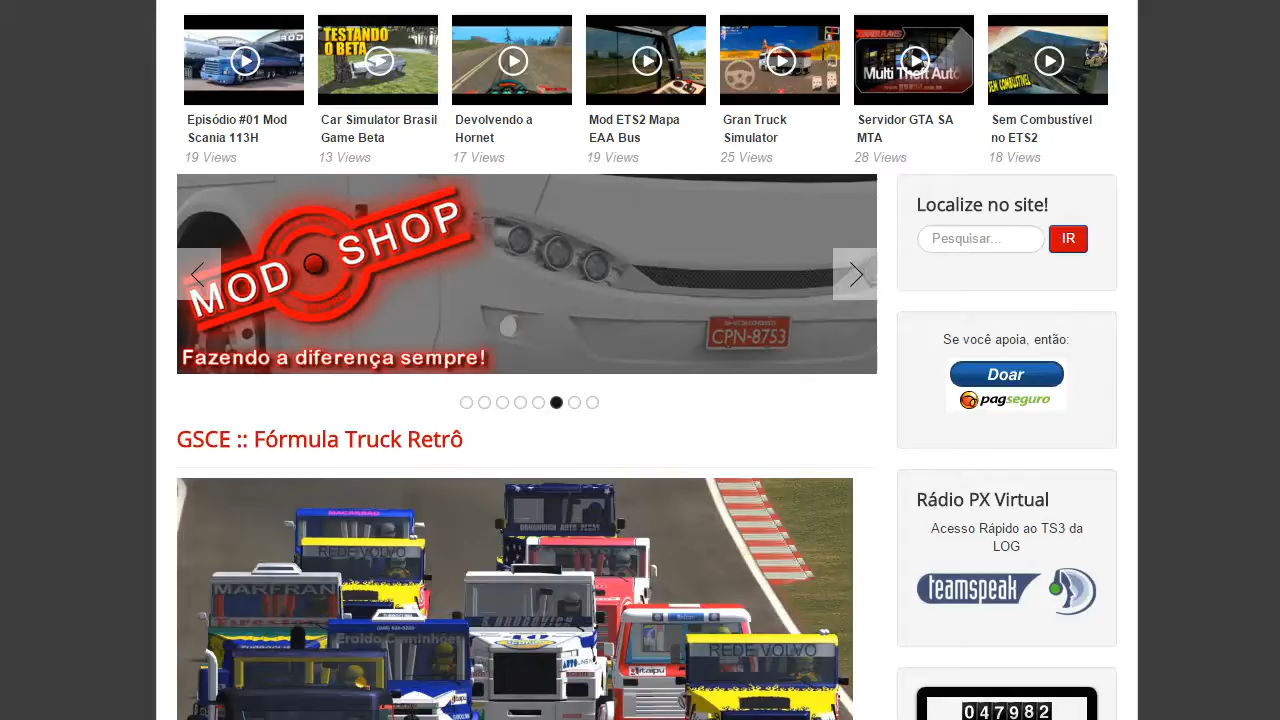 TESTANDO
O BETA
Multi Theft Auto
SEM COMBUSTÍVEL
Episódio #01 Mod
Scania 113H
19 Views
Car Simulator Brasil
Game Beta
13 Views
Devolvendo a
Hornet
17 Views
Mod ETS2 Mapa
EAA Bus
19 Views
Gran Truck
Simulator
25 Views
Servidor GTA SA
MTA
28 Views
Sem Combustível
no ETS2
18 Views
MOD SHOP
Fazendo a diferença sempre!
CPN-8753
Localize no site!
Pesquisar...
IR
Se você apoia, então:
Doar
pagseguro
GSCE :: Fórmula Truck Retrô
MACARRÃO
REDE VOLVO
MARFRAN
Eraldo Caminhões
REDE VOLVO
Rádio PX Virtual
Acesso Rápido ao TS3 da
LOG
teamspeak
047982